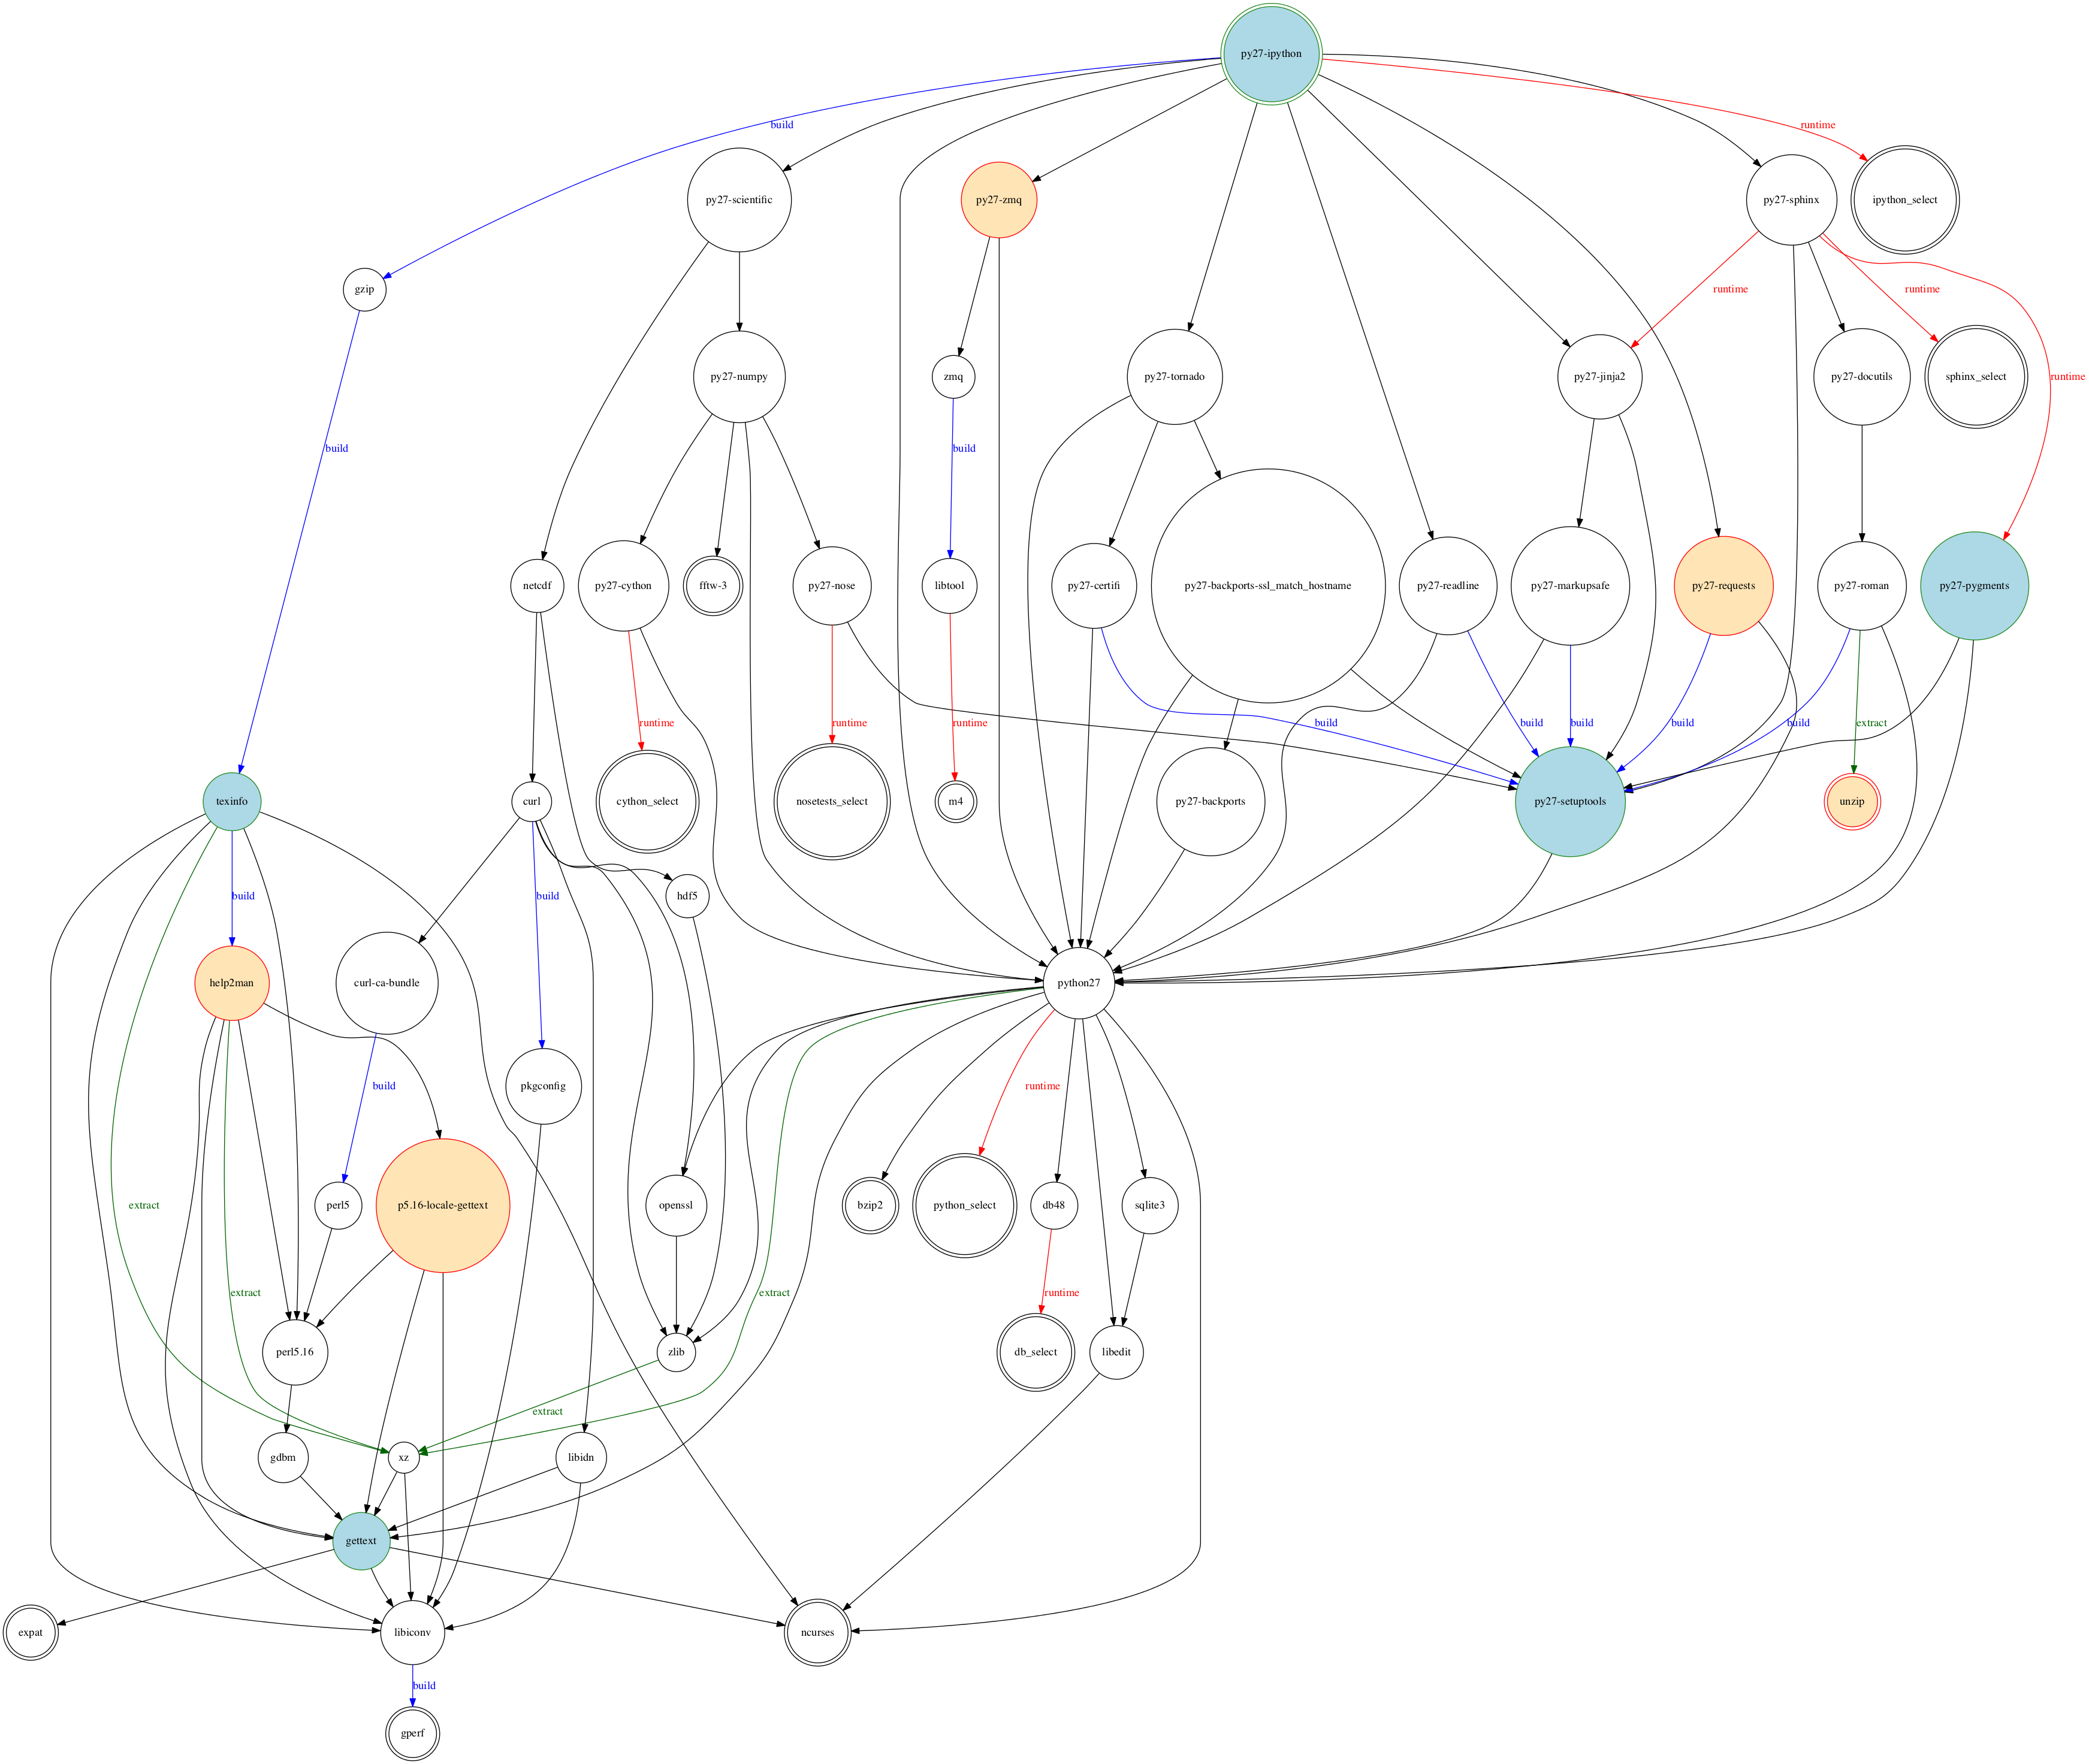 py27-ipython
build
runtime
py27-scientific
py27-zmq
py27-sphinx
ipython_select
gzip
runtime
runtime
py27-numpy
zmq
py27-tornado
py27-jinja2
py27-docutils
sphinx_select
runtime
build
build
netcdf
py27-cython
fftw-3
py27-nose
libtool
py27-certifi
py27-backports-ssl_match_hostname
py27-readline
py27-markupsafe
py27-requests
py27-roman
py27-pygments
runtime
runtime
runtime
build
build
build
build
build
extract
texinfo
curl
cython_select
nosetests_select
m4
py27-backports
py27-setuptools
unzip
build
build
hdf5
help2man
curl-ca-bundle
python27
build
pkgconfig
runtime
extract
perl5
p5.16-locale-gettext
openssl
bzip2
python_select
db48
sqlite3
extract
extract
runtime
perl5.16
zlib
db_select
libedit
extract
gdbm
xz
libidn
gettext
expat
libiconv
ncurses
build
gperf